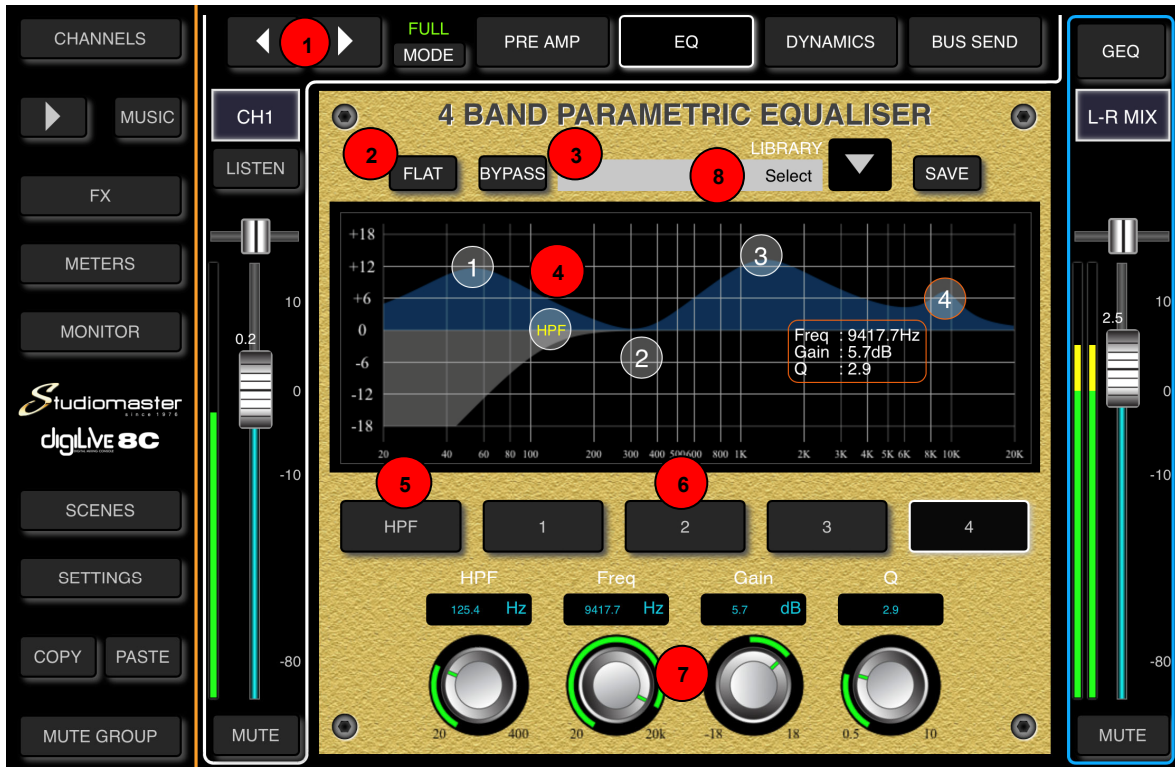 CHANNELS
MUSIC
FX
METERS
MONITOR
Studiomaster
since 1976
digiLiVE 8C
DIGITAL MIXING CONSOLE
SCENES
SETTINGS
COPY PASTE
MUTE GROUP
1
FULL
MODE
PRE AMP EQ DYNAMICS BUS SEND
CH1
LISTEN
0.2
10
0
-10
-80
MUTE
4 BAND PARAMETRIC EQUALISER
2 FLAT BYPASS 3
LIBRARY
8 Select SAVE
+18
+12
+6
0
-6
-12
-18
1
4
3
4
HPF
2
Freq : 9417.7Hz
Gain : 5.7dB
Q : 2.9
20 40 60 80 100 200 300 400 500 600 800 1K 2K 3K 4K 5K 6K 8K 10K 20K
5 6
HPF 1 2 3 4
HPF Freq Gain Q
125.4 Hz 9417.7 Hz 5.7 dB 2.9
7
20 400 20 20k -18 18 0.5 10
GEQ
L-R MIX
2.5
10
0
-10
-80
MUTE